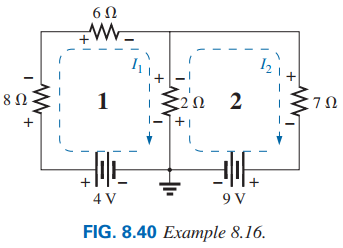 6 Ω
+ −
I1 I2
− + − +
8 Ω 1 2 Ω 2 7 Ω
+ − + −
+ − − +
4 V 9 V
FIG. 8.40 Example 8.16.